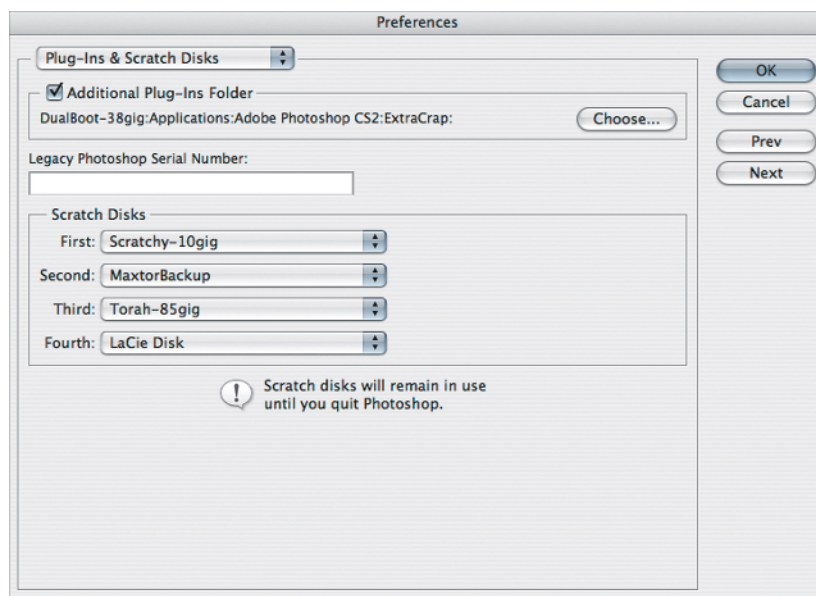 Preferences
Plug-Ins & Scratch Disks
Additional Plug-Ins Folder
DualBoot-38gig:Applications:Adobe Photoshop CS2:ExtraCrap:
Choose...
Legacy Photoshop Serial Number:
Scratch Disks
First: Scratchy-10gig
Second: MaxtorBackup
Third: Torah-85gig
Fourth: LaCie Disk
! Scratch disks will remain in use
until you quit Photoshop.
OK
Cancel
Prev
Next